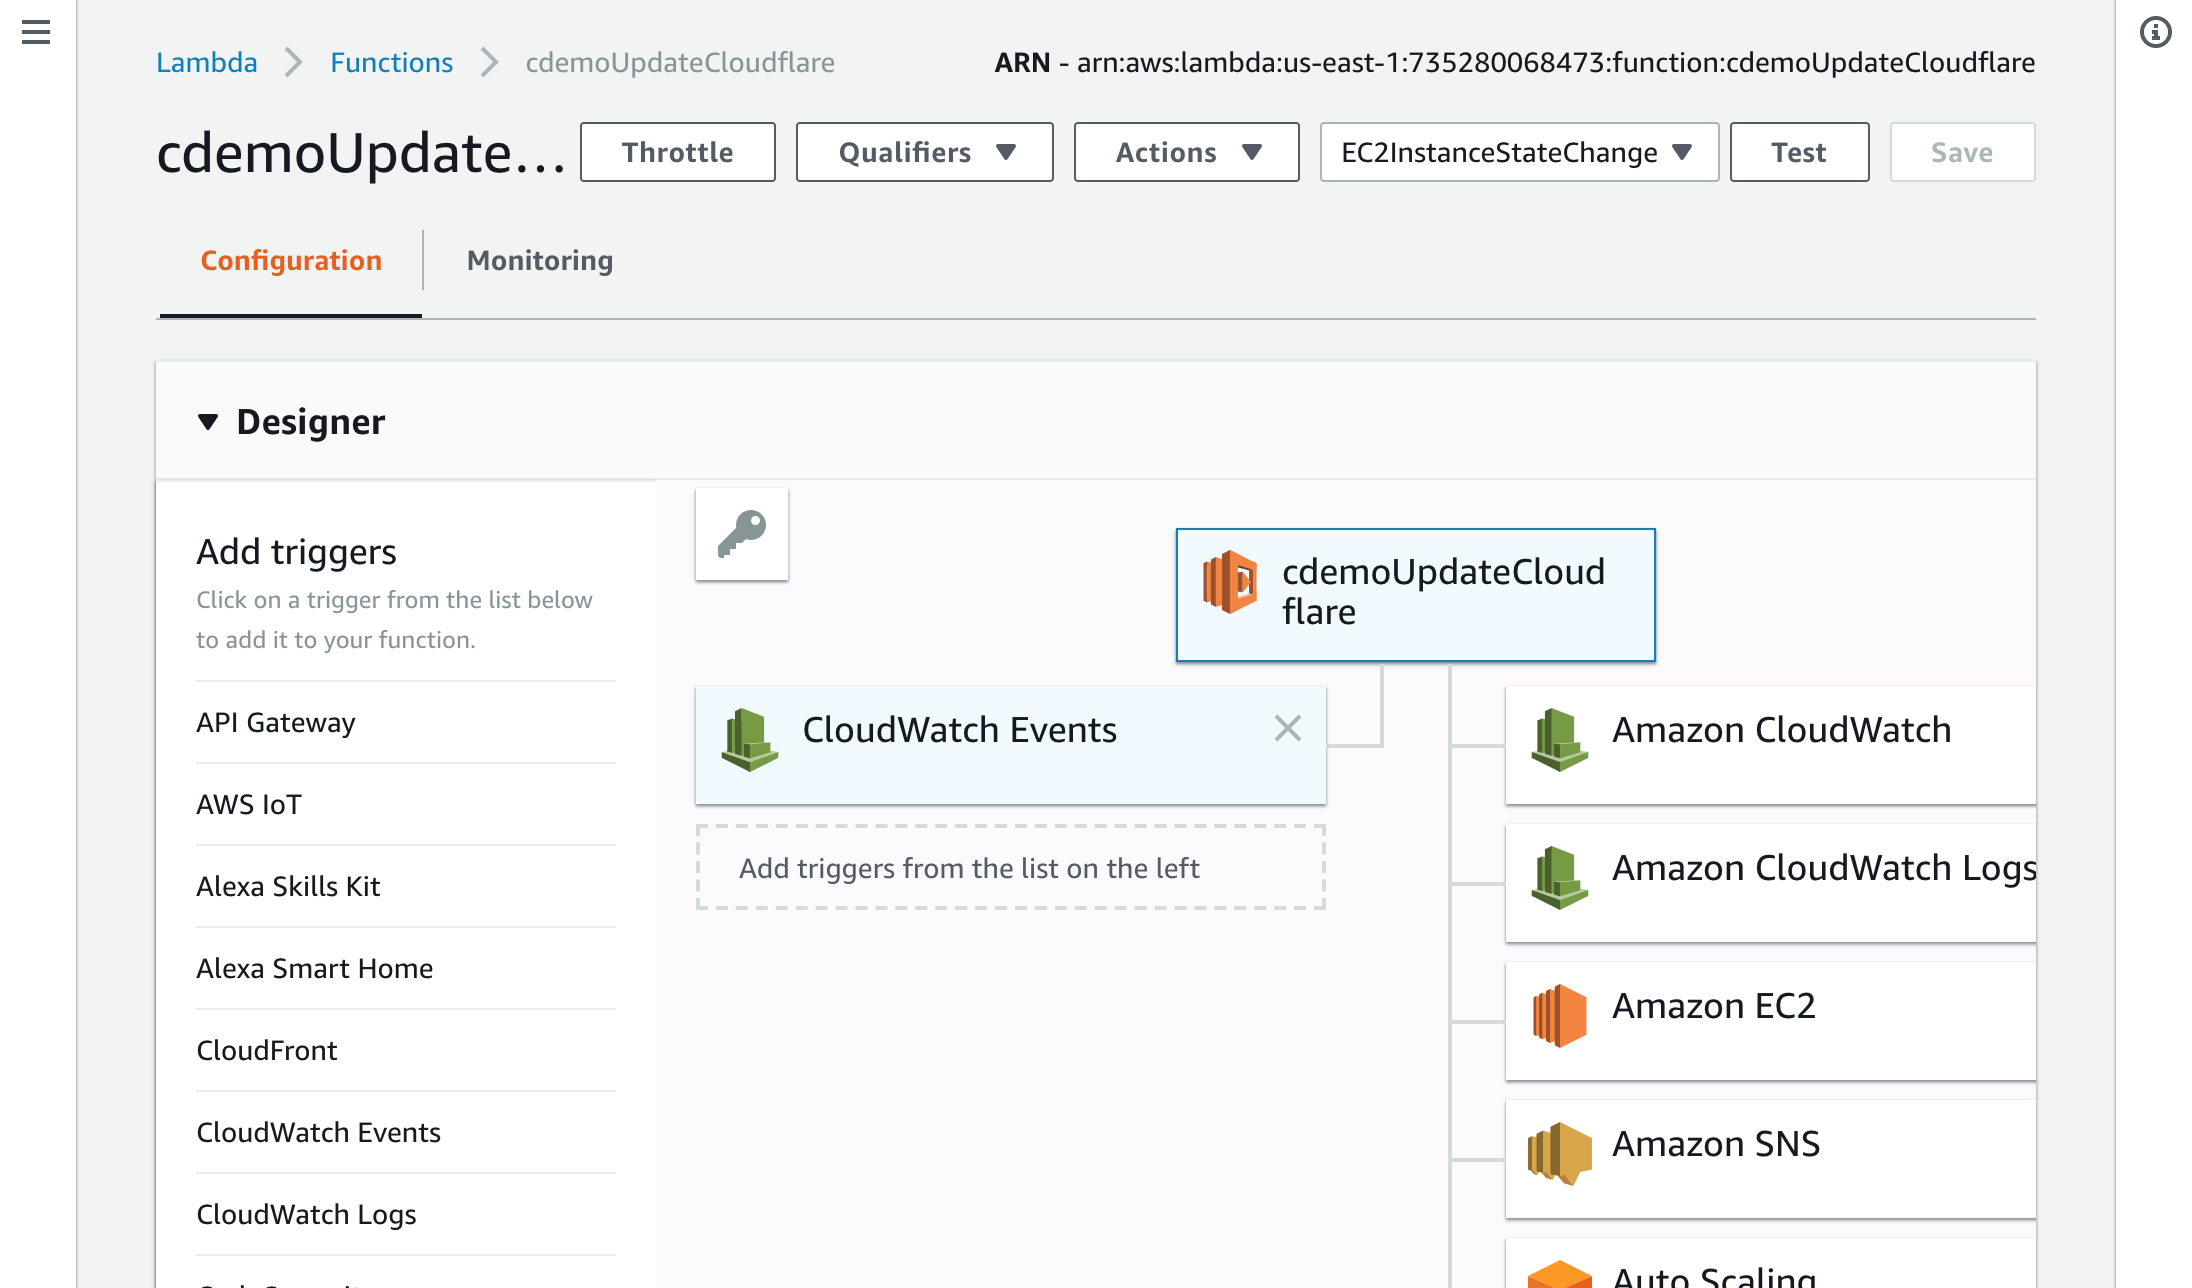 Lambda
Functions
cdemoUpdateCloudflare
ARN - arn:aws:lambda:us-east-1:735280068473:function:cdemoUpdateCloudflare
cdemoUpdate...
Throttle
Qualifiers
Actions
EC2InstanceStateChange
Test
Save
Configuration
Monitoring
Designer
Add triggers
Click on a trigger from the list below
to add it to your function.
API Gateway
AWS IoT
Alexa Skills Kit
Alexa Smart Home
CloudFront
CloudWatch Events
CloudWatch Logs
cdemoUpdateCloud
flare
CloudWatch Events
Add triggers from the list on the left
Amazon CloudWatch
Amazon CloudWatch Logs
Amazon EC2
Amazon SNS
Auto Scaling